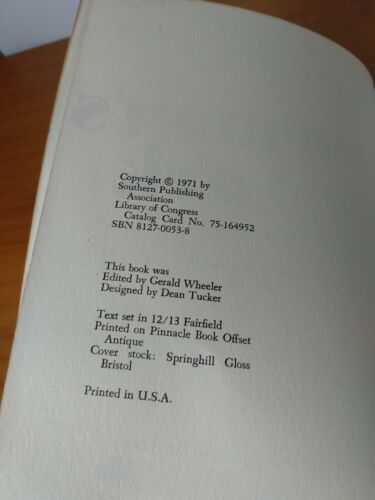 Copyright © 1971 by
Southern Publishing
Association
Library of Congress
Catalog Card No. 75-164952
SBN 8127-0053-8
This book was
Edited by Gerald Wheeler
Designed by Dean Tucker
Text set in 12/13 Fairfield
Printed on Pinnacle Book Offset
Antique
Cover stock: Springhill Gloss
Bristol
Printed in U.S.A.